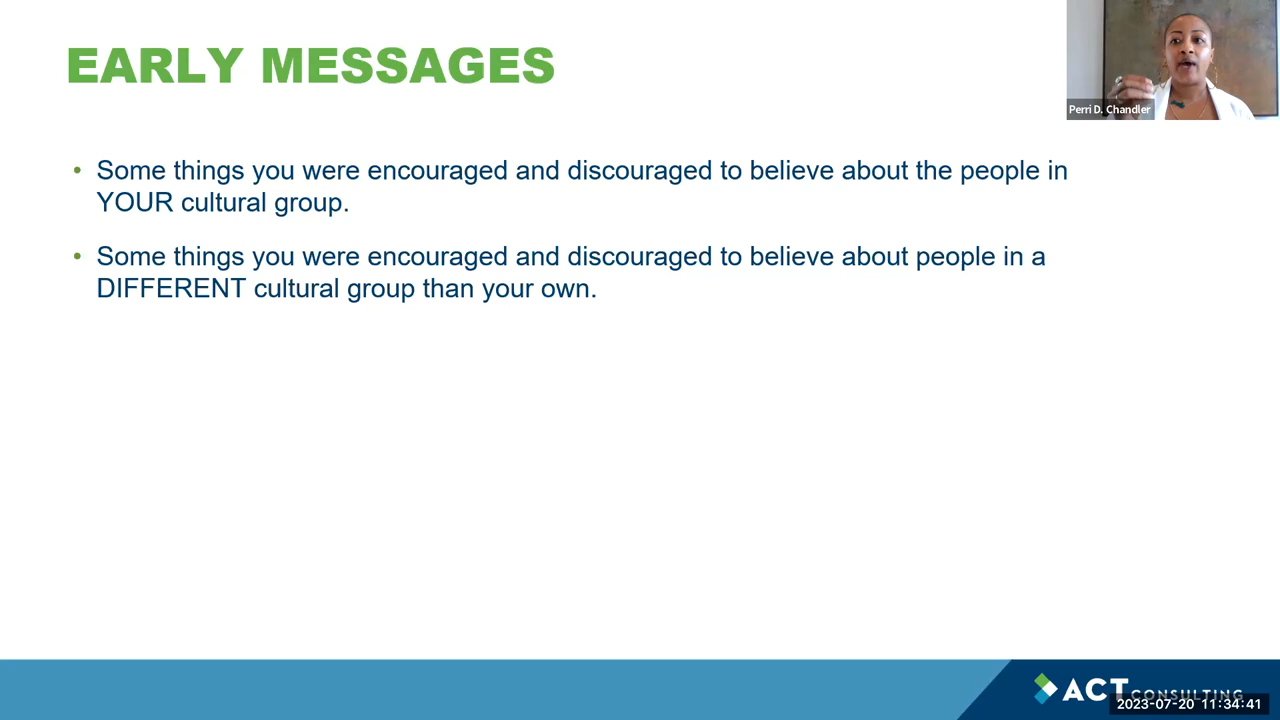 EARLY MESSAGES
Perri D. Chandler
• Some things you were encouraged and discouraged to believe about the people in
YOUR cultural group.
• Some things you were encouraged and discouraged to believe about people in a
DIFFERENT cultural group than your own.
ACT CONSULTING
2023-07-20 11:34:41